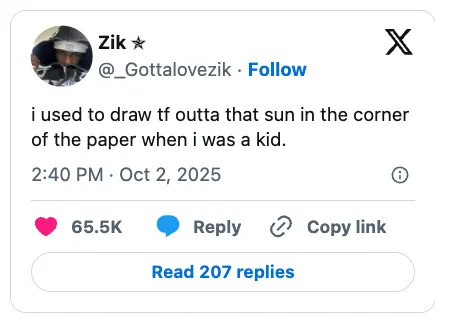 Zik ✯
@_Gottalovezik · Follow
i used to draw tf outta that sun in the corner
of the paper when i was a kid.
2:40 PM · Oct 2, 2025
65.5K Reply Copy link
Read 207 replies